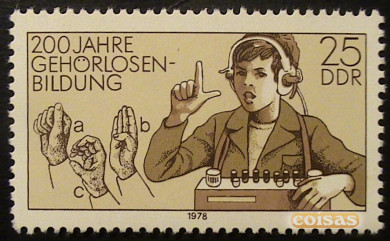 200 JAHRE
GEHÖRLOSEN-
BILDUNG
25
DDR
a
b
c
1978
coisas